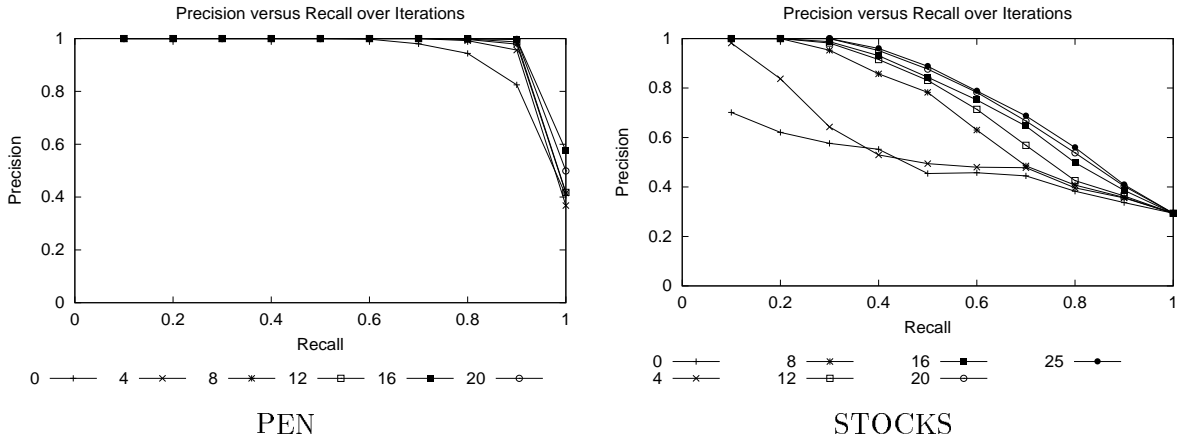 Precision versus Recall over Iterations
1
0.8
0.6
0.4
0.2
0
Precision
0 0.2 0.4 0.6 0.8 1
Recall
0 4 8 12 16 20
PEN
Precision versus Recall over Iterations
1
0.8
0.6
0.4
0.2
0
Precision
0 0.2 0.4 0.6 0.8 1
Recall
0 8 16 25
4 12 20
STOCKS